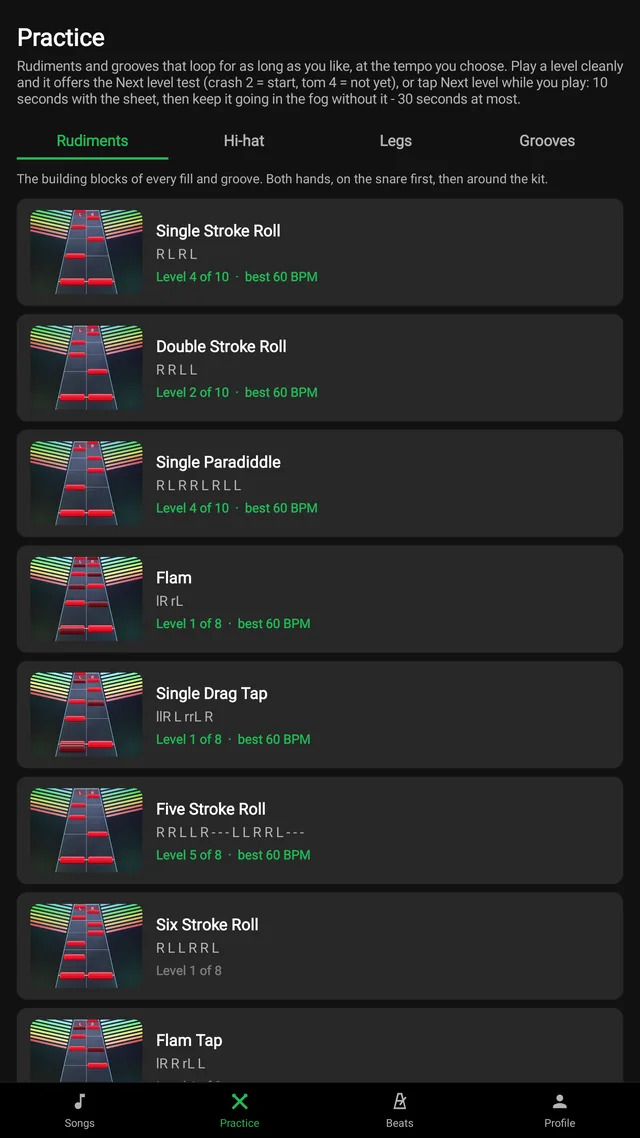 Practice
Rudiments and grooves that loop for as long as you like, at the tempo you choose. Play a level cleanly
and it offers the Next level test (crash 2 = start, tom 4 = not yet), or tap Next level while you play: 10
seconds with the sheet, then keep it going in the fog without it - 30 seconds at most.
Rudiments Hi-hat Legs Grooves
The building blocks of every fill and groove. Both hands, on the snare first, then around the kit.
Single Stroke Roll
R L R L
Level 4 of 10 · best 60 BPM
Double Stroke Roll
R R L L
Level 2 of 10 · best 60 BPM
Single Paradiddle
R L R R L R L L
Level 4 of 10 · best 60 BPM
Flam
lR rL
Level 1 of 8 · best 60 BPM
Single Drag Tap
llR L rrL R
Level 1 of 8 · best 60 BPM
Five Stroke Roll
R R L L R - - - L L R R L - - -
Level 5 of 8 · best 60 BPM
Six Stroke Roll
R L L R R L
Level 1 of 8
Flam Tap
lR R rL L
Songs Practice Beats Profile